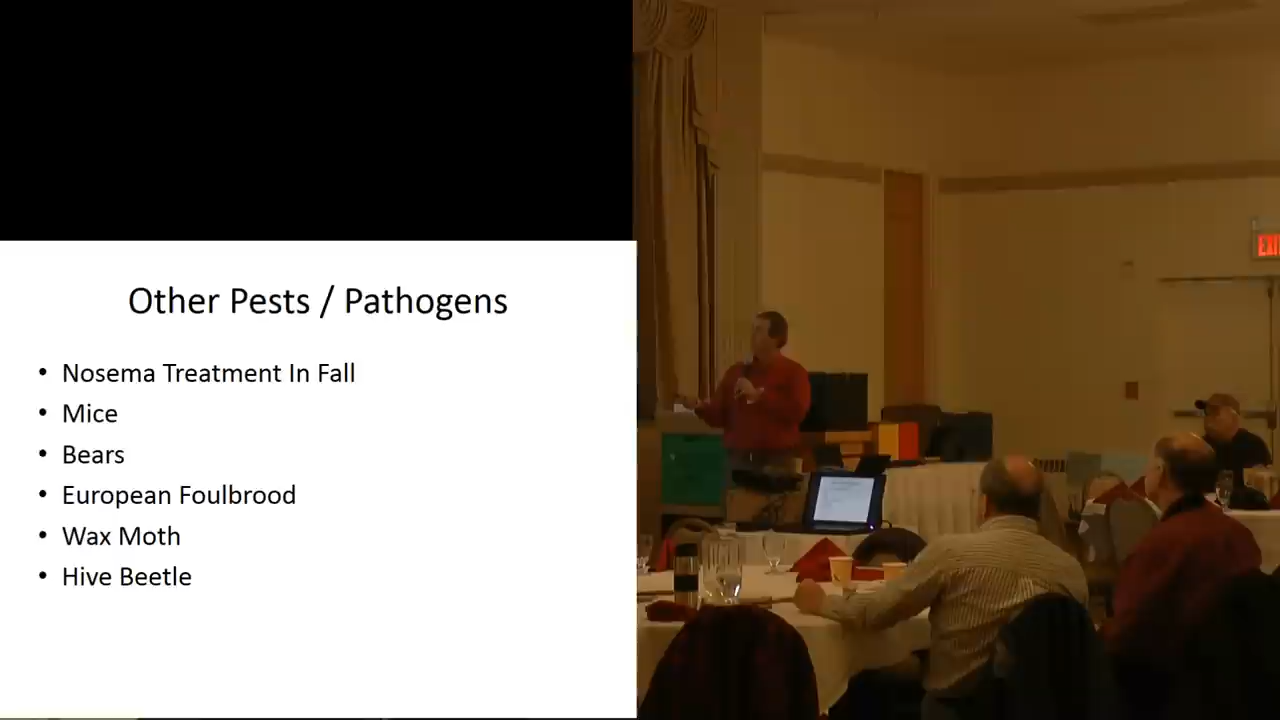 Other Pests / Pathogens
• Nosema Treatment In Fall
• Mice
• Bears
• European Foulbrood
• Wax Moth
• Hive Beetle